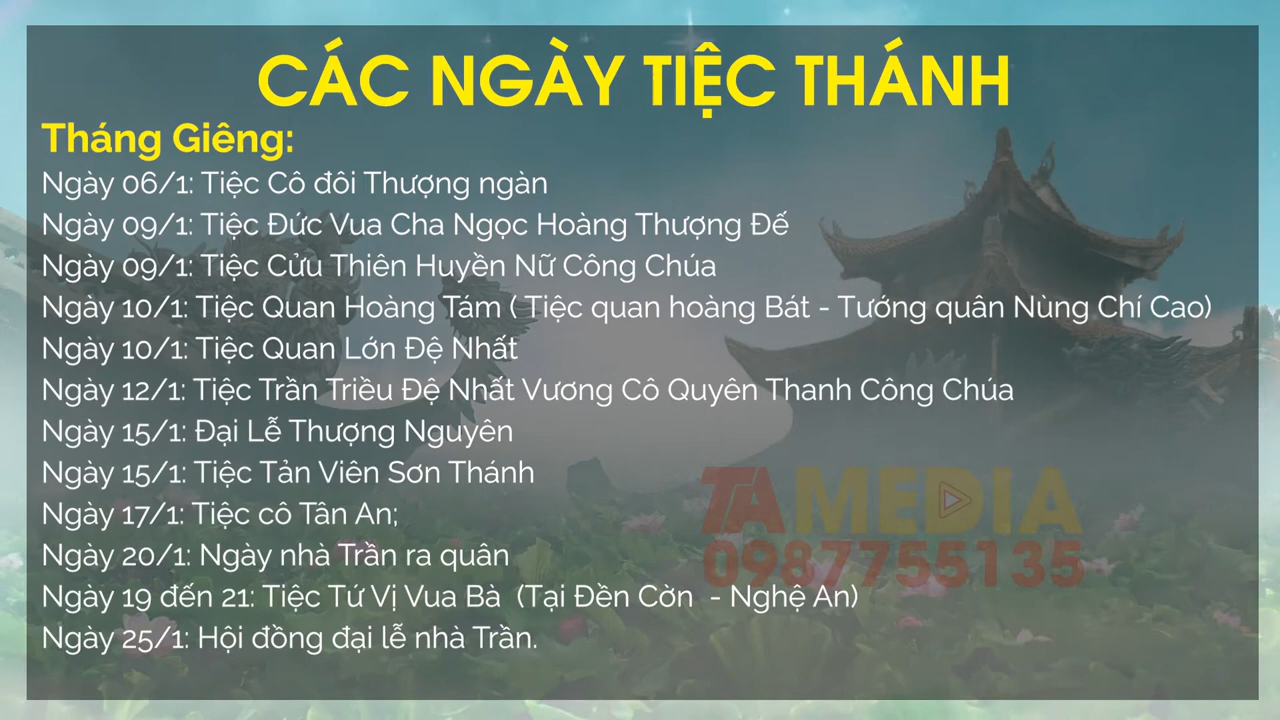 CÁC NGÀY TIỆC THÁNH
Tháng Giêng:
Ngày 06/1: Tiệc Cô đôi Thượng ngàn
Ngày 09/1: Tiệc Đức Vua Cha Ngọc Hoàng Thượng Đế
Ngày 09/1: Tiệc Cửu Thiên Huyền Nữ Công Chúa
Ngày 10/1: Tiệc Quan Hoàng Tám ( Tiệc quan hoàng Bát - Tướng quân Nùng Chí Cao)
Ngày 10/1: Tiệc Quan Lớn Đệ Nhất
Ngày 12/1: Tiệc Trần Triều Đệ Nhất Vương Cô Quyên Thanh Công Chúa
Ngày 15/1: Đại Lễ Thượng Nguyên
Ngày 15/1: Tiệc Tản Viên Sơn Thánh
Ngày 17/1: Tiệc cô Tân An;
Ngày 20/1: Ngày nhà Trần ra quân
Ngày 19 đến 21: Tiệc Tứ Vị Vua Bà (Tại Đền Cờn - Nghệ An)
Ngày 25/1: Hội đồng đại lễ nhà Trần.
TA MEDIA
0987755135